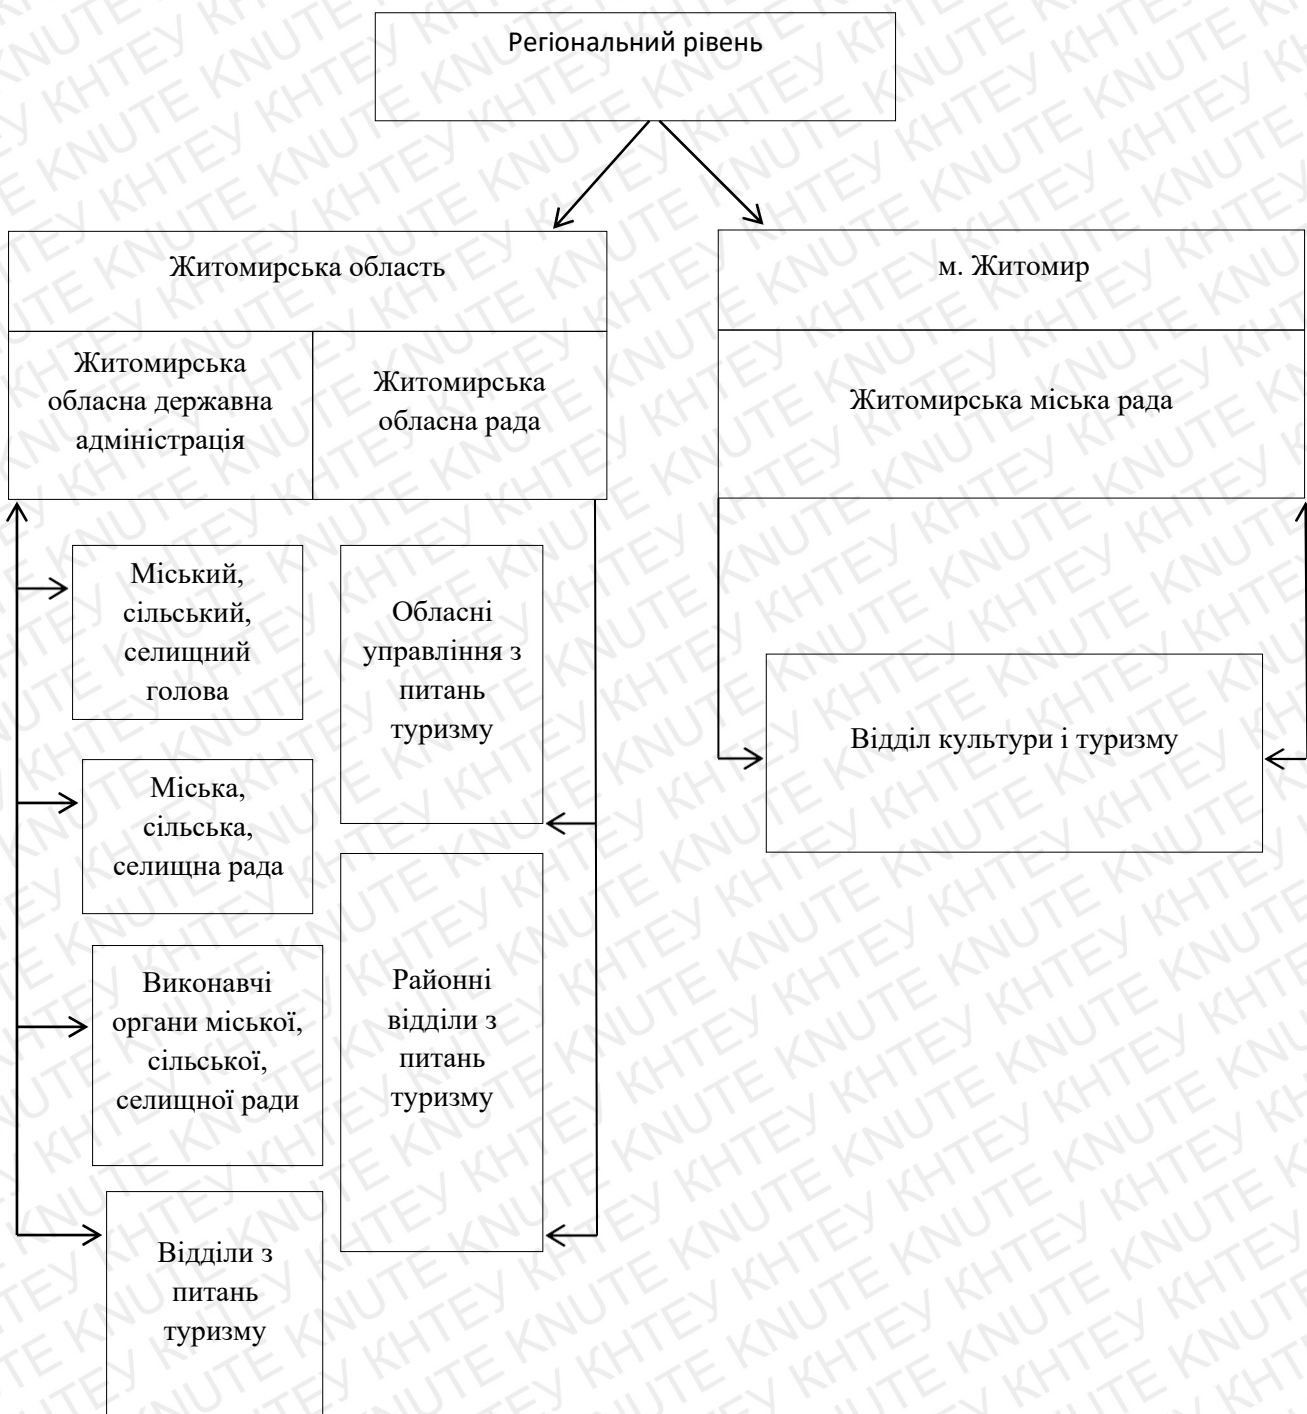 Регіональний рівень
Житомирська область
Житомирська
обласна державна
адміністрація
Житомирська
обласна рада
м. Житомир
Житомирська міська рада
Міський,
сільський,
селищний
голова
Міська,
сільська,
селищна рада
Виконавчі
органи міської,
сільської,
селищної ради
Відділи з
питань
туризму
Обласні
управління з
питань
туризму
Районні
відділи з
питань
туризму
Відділ культури і туризму